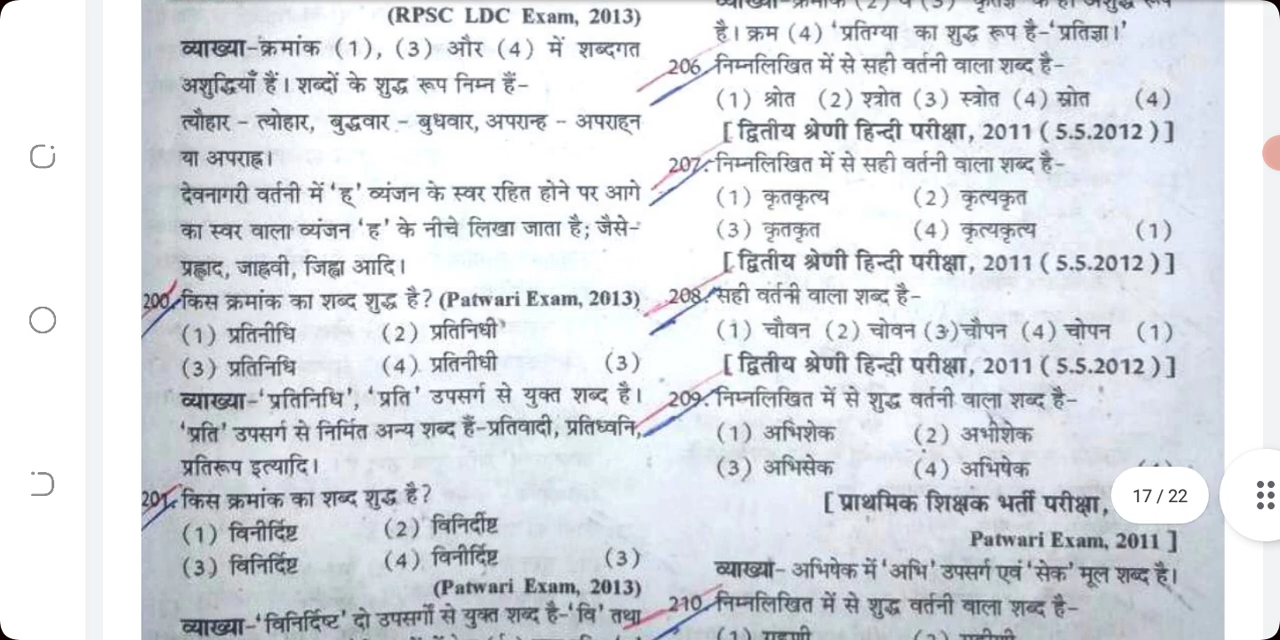 (RPSC LDC Exam, 2013)
व्याख्या-क्रमांक (1), (3) और (4) में शब्दगत
अशुद्धियाँ हैं। शब्दों के शुद्ध रूप निम्न हैं-
त्यौहार - त्योहार, बुद्धवार - बुधवार, अपरान्ह - अपराह्न
या अपराह्न।
देवनागरी वर्तनी में 'ह्' व्यंजन के स्वर रहित होने पर आगे
का स्वर वाला व्यंजन 'ह' के नीचे लिखा जाता है; जैसे-
प्रह्लाद, जाह्नवी, जिह्वा आदि।
200. किस क्रमांक का शब्द शुद्ध है? (Patwari Exam, 2013)
(1) प्रतिनीधि (2) प्रतिनिधी
(3) प्रतिनिधि (4) प्रतिनीधी (3)
व्याख्या-'प्रतिनिधि', 'प्रति' उपसर्ग से युक्त शब्द है।
'प्रति' उपसर्ग से निर्मित अन्य शब्द हैं-प्रतिवादी, प्रतिध्वनि,
प्रतिरूप इत्यादि।
201. किस क्रमांक का शब्द शुद्ध है?
(1) विनीर्दिष्ट (2) विनिर्दीष्ट
(3) विनिर्दिष्ट (4) विनीर्दिष्ट (3)
(Patwari Exam, 2013)
व्याख्या-'विनिर्दिष्ट' दो उपसर्गों से युक्त शब्द है-'वि' तथा
है। क्रम (4) 'प्रतिग्या का शुद्ध रूप है-'प्रतिज्ञा।'
206. निम्नलिखित में से सही वर्तनी वाला शब्द है-
(1) श्रोत (2) श्त्रोत (3) स्त्रोत (4) स्रोत (4)
[ द्वितीय श्रेणी हिन्दी परीक्षा, 2011 ( 5.5.2012 ) ]
207. निम्नलिखित में से सही वर्तनी वाला शब्द है-
(1) कृतकृत्य (2) कृत्यकृत
(3) कृतकृत (4) कृत्यकृत्य (1)
[ द्वितीय श्रेणी हिन्दी परीक्षा, 2011 ( 5.5.2012 ) ]
208. सही वर्तनी वाला शब्द है-
(1) चौवन (2) चोवन (3) चौपन (4) चोपन (1)
[ द्वितीय श्रेणी हिन्दी परीक्षा, 2011 ( 5.5.2012 ) ]
209. निम्नलिखित में से शुद्ध वर्तनी वाला शब्द है-
(1) अभिशेक (2) अभीशेक
(3) अभिसेक (4) अभिषेक
[ प्राथमिक शिक्षक भर्ती परीक्षा,
Patwari Exam, 2011 ]
व्याख्या- अभिषेक में 'अभि' उपसर्ग एवं 'सेक' मूल शब्द है।
210. निम्नलिखित में से शुद्ध वर्तनी वाला शब्द है-
17 / 22